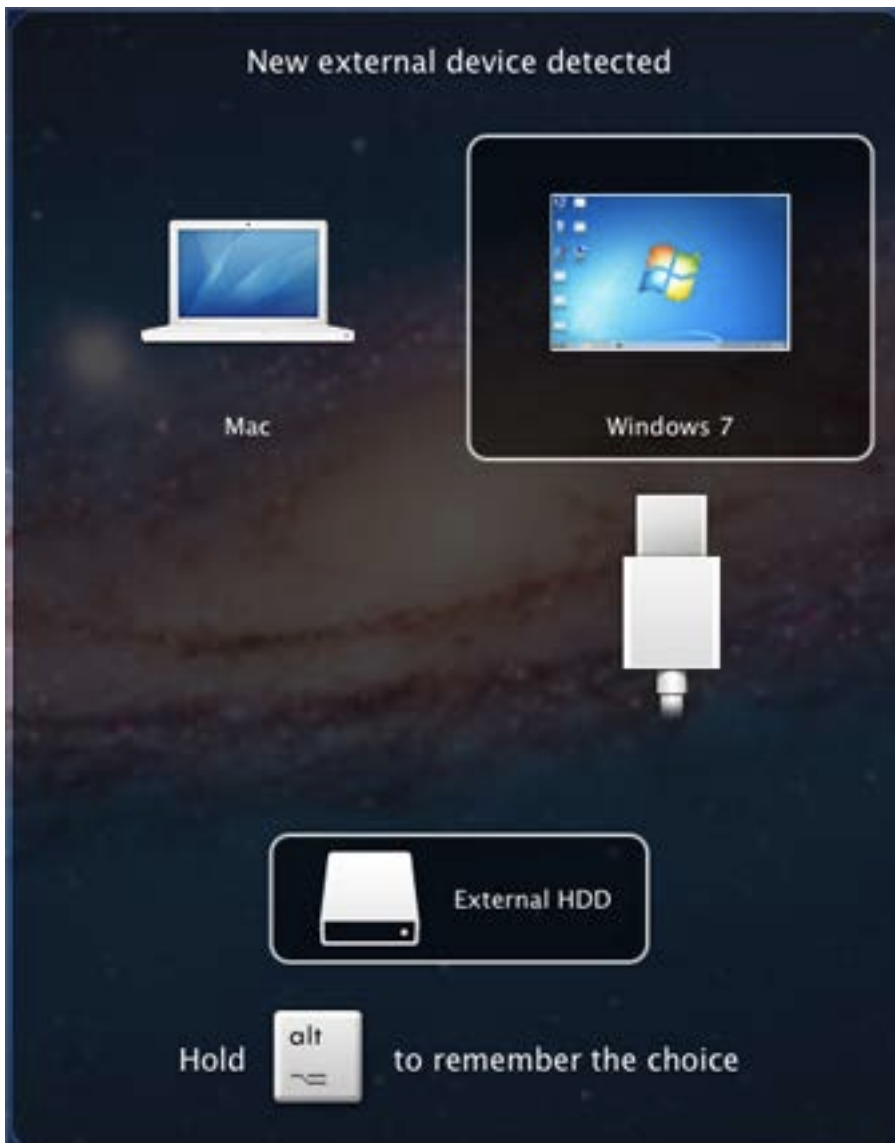 New external device detected
Mac
Windows 7
External HDD
Hold alt to remember the choice